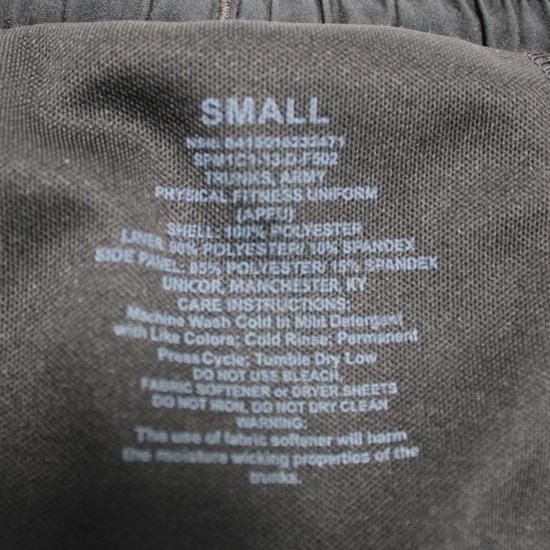 SMALL
NSN: 8415016232471
SPM1C1-13-D-F502
TRUNKS, ARMY
PHYSICAL FITNESS UNIFORM
(APFU)
SHELL: 100% POLYESTER
LINER: 90% POLYESTER/ 10% SPANDEX
SIDE PANEL: 85% POLYESTER/ 15% SPANDEX
UNICOR, MANCHESTER, KY
CARE INSTRUCTIONS:
Machine Wash Cold In Mild Detergent
with Like Colors; Cold Rinse; Permanent
Press Cycle; Tumble Dry Low
DO NOT USE BLEACH,
FABRIC SOFTENER or DRYER SHEETS
DO NOT IRON, DO NOT DRY CLEAN
WARNING:
The use of fabric softener will harm
the moisture wicking properties of the
trunks.